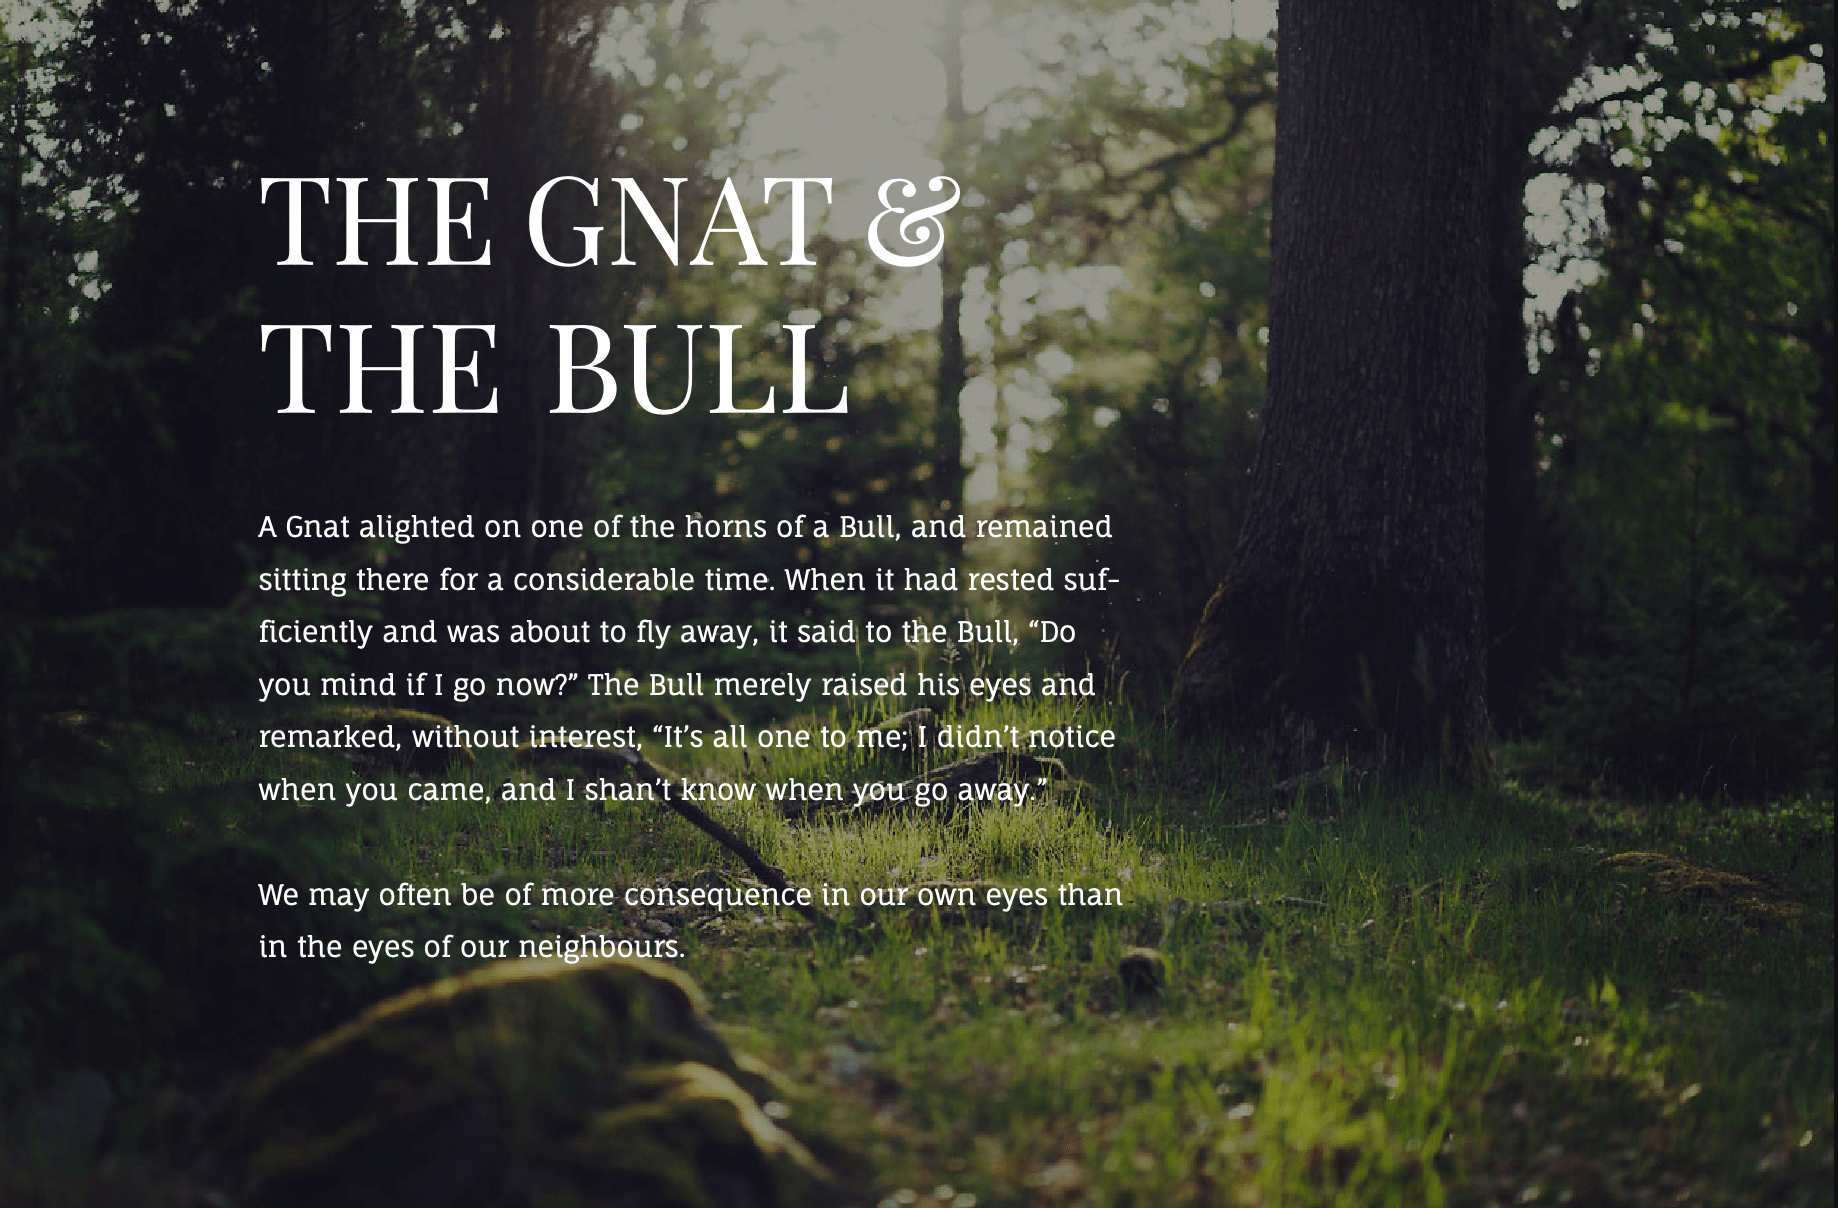 THE GNAT &
THE BULL
A Gnat alighted on one of the horns of a Bull, and remained
sitting there for a considerable time. When it had rested suf-
ficiently and was about to fly away, it said to the Bull, “Do
you mind if I go now?” The Bull merely raised his eyes and
remarked, without interest, “It’s all one to me; I didn’t notice
when you came, and I shan’t know when you go away.”
We may often be of more consequence in our own eyes than
in the eyes of our neighbours.